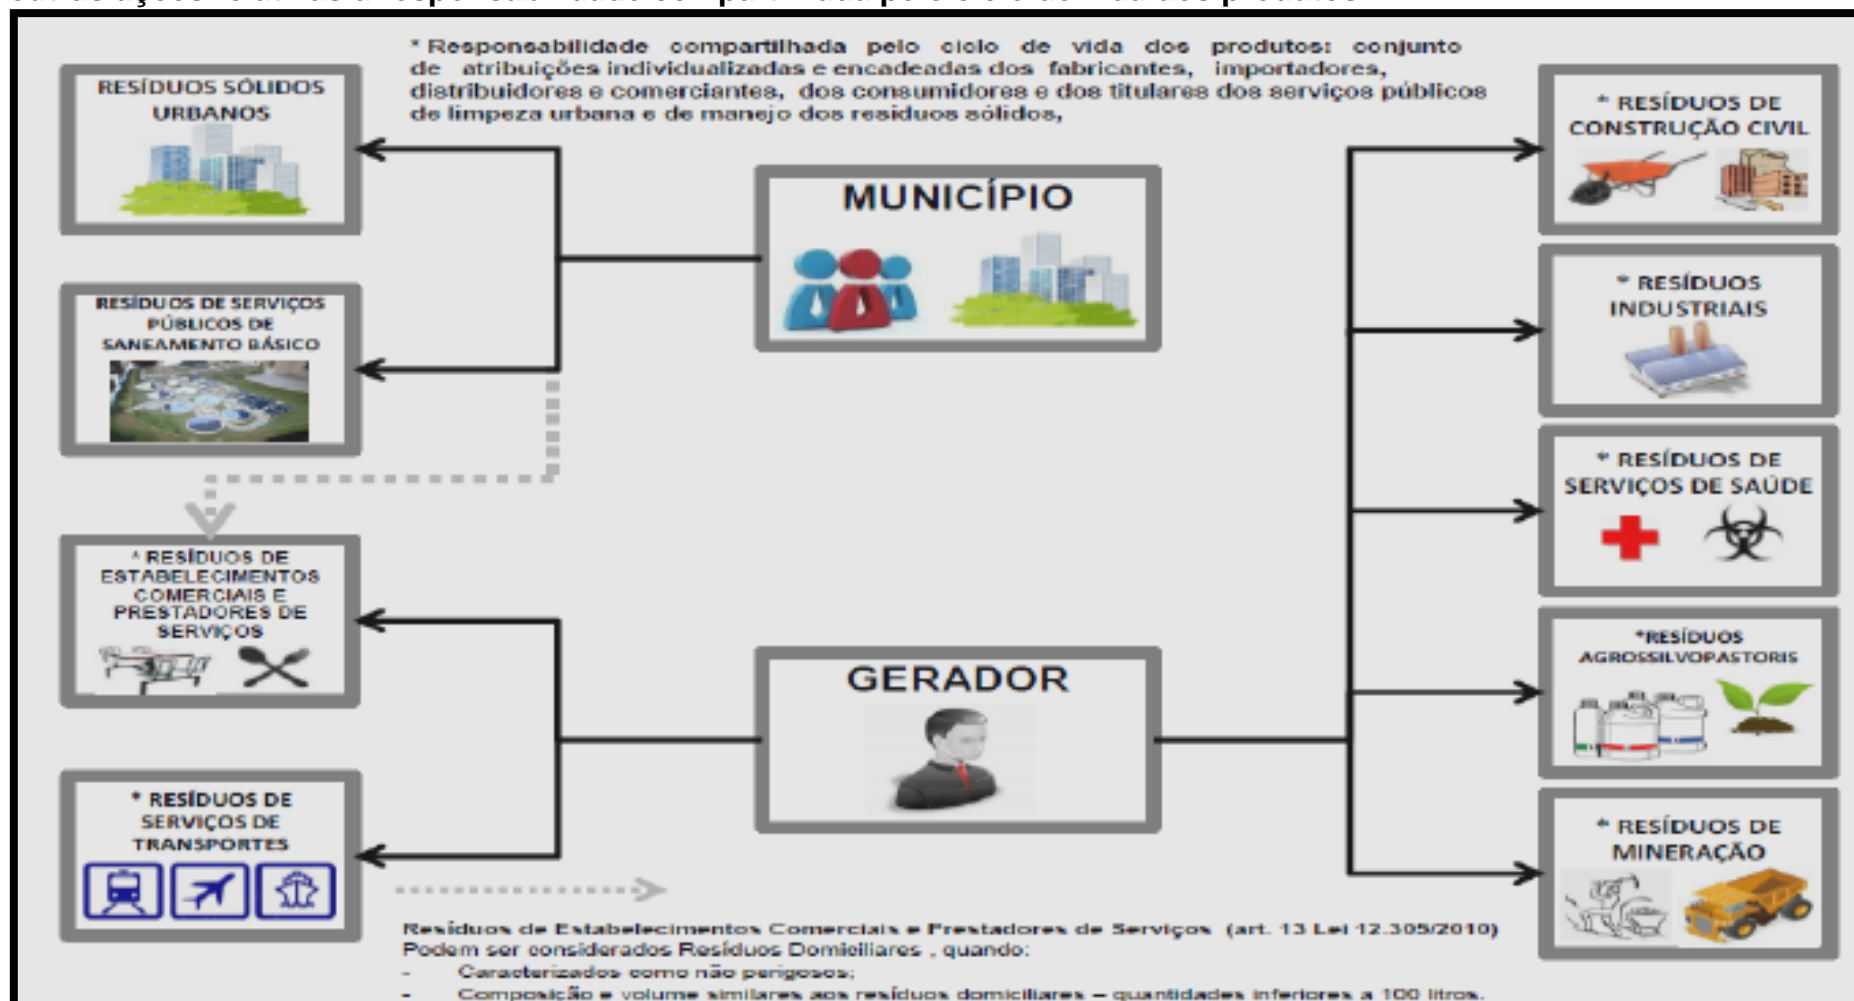 * Responsabilidade compartilhada pelo ciclo de vida dos produtos: conjunto
de atribuições individualizadas e encadeadas dos fabricantes, importadores,
distribuidores e comerciantes, dos consumidores e dos titulares dos serviços públicos
de limpeza urbana e de manejo dos resíduos sólidos,
RESÍDUOS SÓLIDOS
URBANOS
RESÍDUOS DE SERVIÇOS
PÚBLICOS DE
SANEAMENTO BÁSICO
MUNICÍPIO
* RESÍDUOS DE
ESTABELECIMENTOS
COMERCIAIS E
PRESTADORES DE
SERVIÇOS
* RESÍDUOS DE
SERVIÇOS DE
TRANSPORTES
GERADOR
* RESÍDUOS DE
CONSTRUÇÃO CIVIL
* RESÍDUOS
INDUSTRIAIS
* RESÍDUOS DE
SERVIÇOS DE SAÚDE
*RESÍDUOS
AGROSSILVOPASTORIS
* RESÍDUOS DE
MINERAÇÃO
Resíduos de Estabelecimentos Comerciais e Prestadores de Serviços (art. 13 Lei 12.305/2010)
Podem ser considerados Resíduos Domiciliares , quando:
- Caracterizados como não perigosos;
- Composição e volume similares aos resíduos domiciliares – quantidades inferiores a 100 litros.